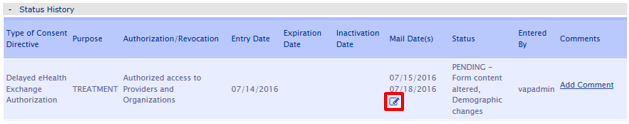 - Status History
Type of Consent Directive Purpose Authorization/Revocation Entry Date Expiration Date Inactivation Date Mail Date(s) Status Entered By Comments
Delayed eHealth Exchange Authorization TREATMENT Authorized access to Providers and Organizations 07/14/2016 07/15/2016 07/18/2016 PENDING - Form content altered, Demographic changes vapadmin Add Comment